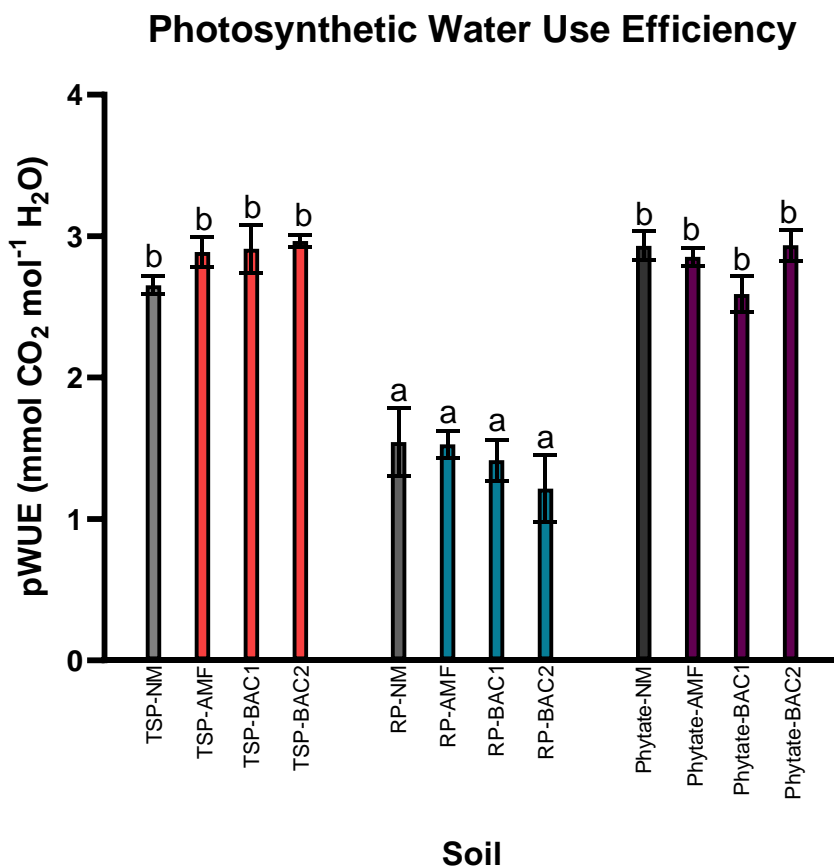 Photosynthetic Water Use Efficiency
pWUE (mmol CO₂ mol⁻¹ H₂O)
4
3
2
1
0
b
b
b
b
a
a
a
a
b
b
b
b
TSP-NM
TSP-AMF
TSP-BAC1
TSP-BAC2
RP-NM
RP-AMF
RP-BAC1
RP-BAC2
Phytate-NM
Phytate-AMF
Phytate-BAC1
Phytate-BAC2
Soil